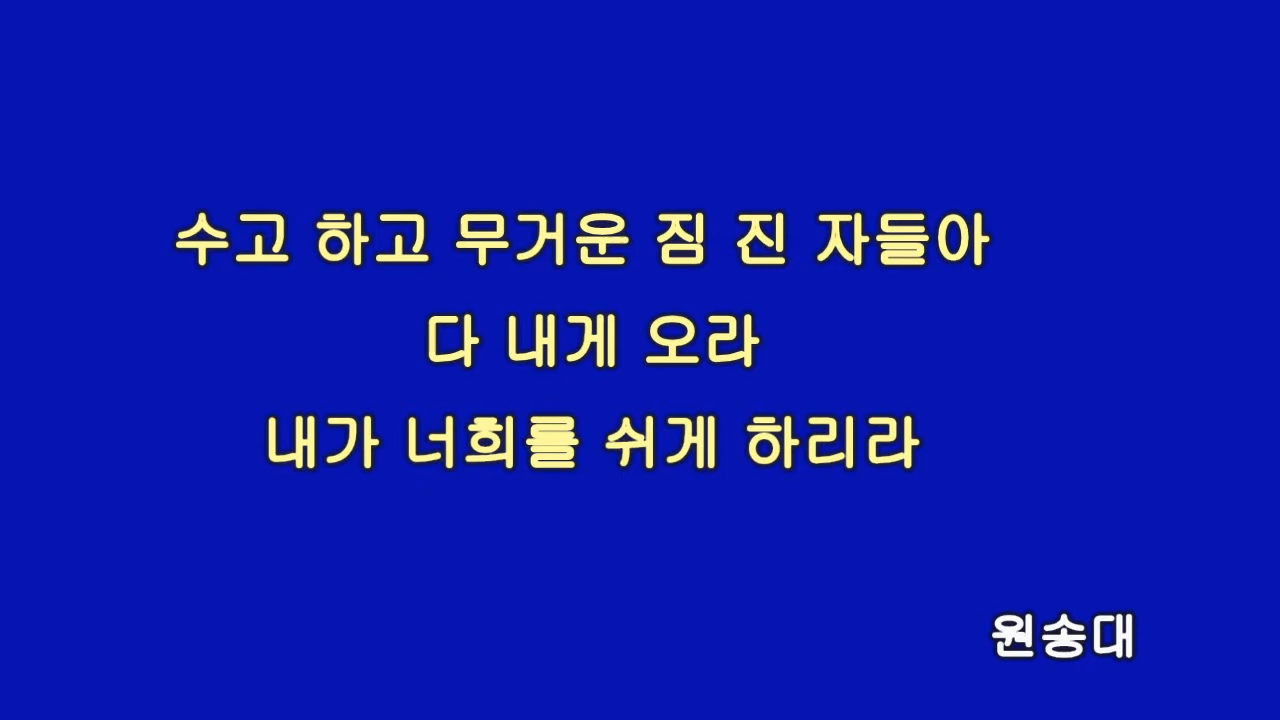 수고 하고 무거운 짐 진 자들아
다 내게 오라
내가 너희를 쉬게 하리라
원송대